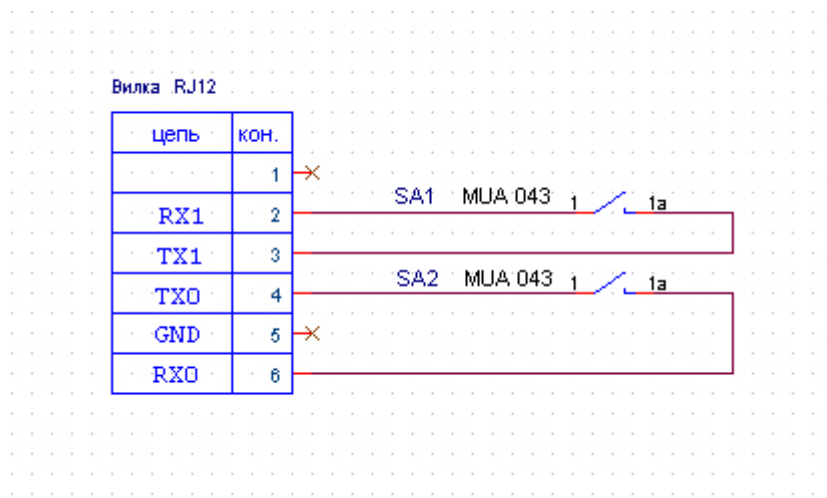 Вилка RJ12
цепь кон.
1
SA1 MUA 043 1 1a
RX1 2
TX1 3
SA2 MUA 043 1 1a
TX0 4
GND 5
RX0 6